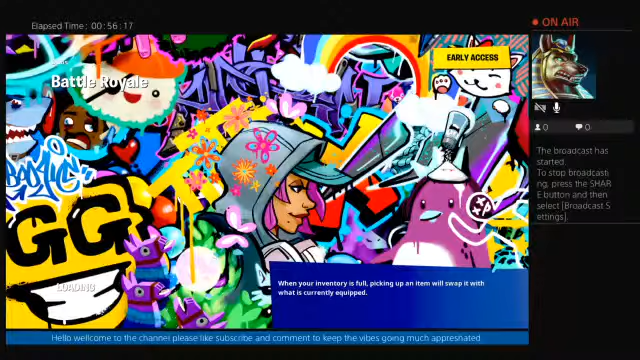 Elapsed Time: 00:56:17
ON AIR
EARLY ACCESS
Battle Royale
0
0
The broadcast has
started.
To stop broadcasti
ng, press the SHAR
E button and then
select [Broadcast S
ettings].
GG
XP
LOADING
When your inventory is full, picking up an item will swap it with
what is currently equipped.
Hello wellcome to the channel please like subscribe and comment to keep the vibes going much appreshated